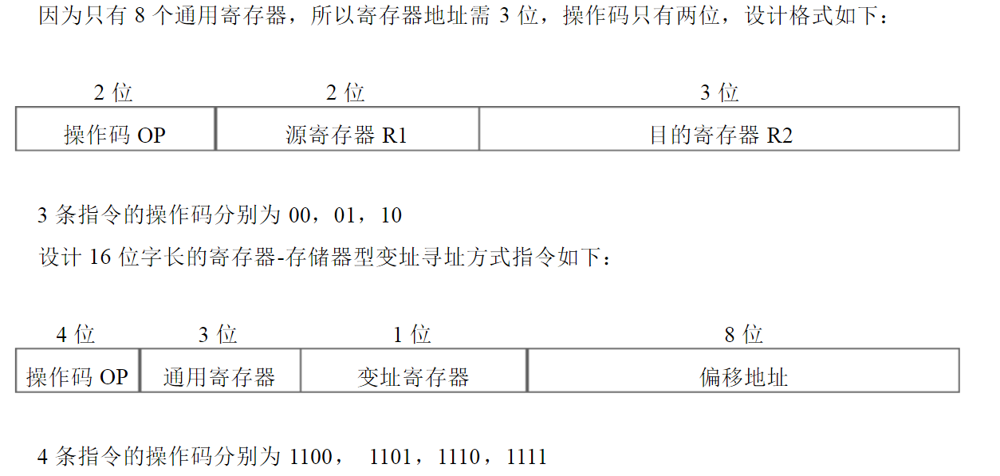 因为只有 8 个通用寄存器，所以寄存器地址需 3 位，操作码只有两位，设计格式如下：
2 位 2 位 3 位
操作码 OP 源寄存器 R1 目的寄存器 R2
3 条指令的操作码分别为 00，01，10
设计 16 位字长的寄存器-存储器型变址寻址方式指令如下：
4 位 3 位 1 位 8 位
操作码 OP 通用寄存器 变址寄存器 偏移地址
4 条指令的操作码分别为 1100， 1101，1110，1111